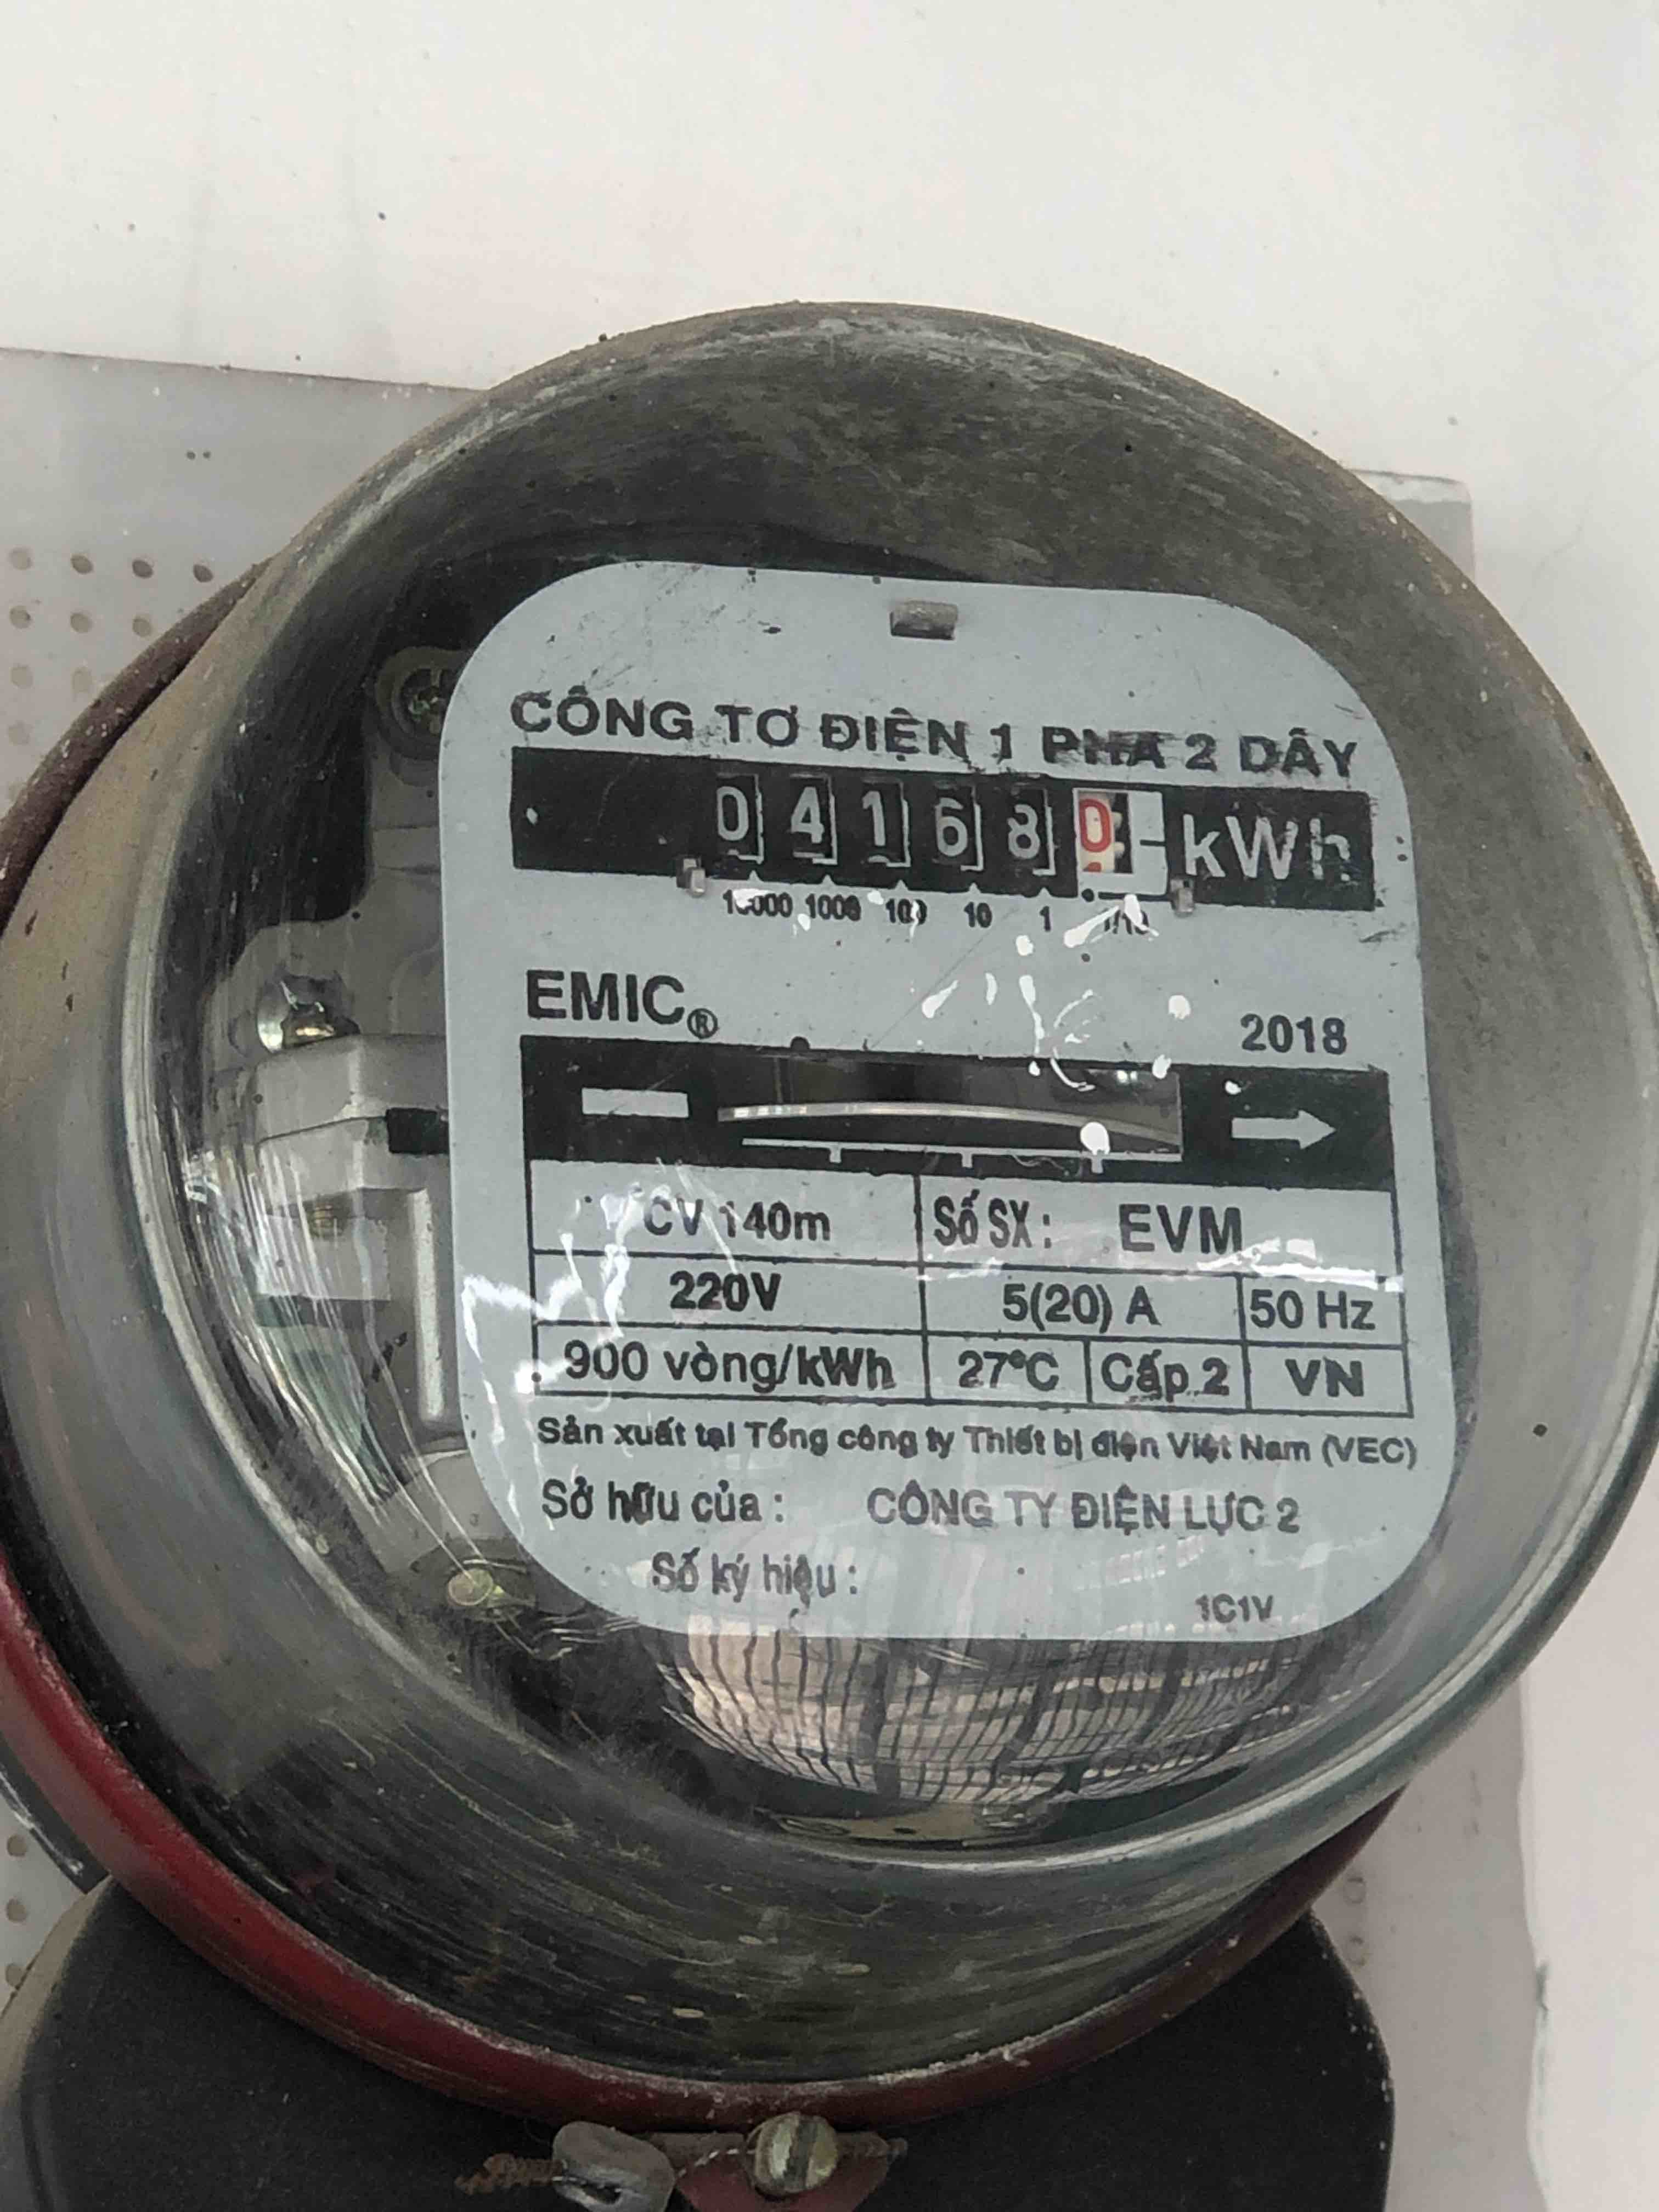 CÔNG TƠ ĐIỆN 1 PHA 2 DÂY
0 4 1 6 8 0 kWh
10000 1000 100 10 1 1/10
EMIC®
2018
CV 140m Số SX: EVM
220V 5(20) A 50 Hz
900 vòng/kWh 27°C Cấp 2 VN
Sản xuất tại Tổng công ty Thiết bị điện Việt Nam (VEC)
Sở hữu của: CÔNG TY ĐIỆN LỰC 2
Số ký hiệu:
1C1V